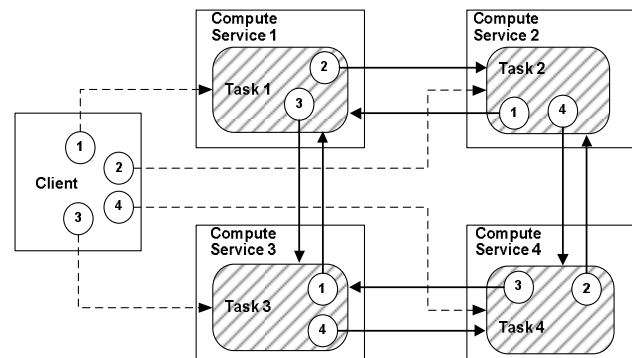 Compute
Service 1
2
Task 1
3
Compute
Service 2
Task 2
1
4
1
2
Client
4
3
Compute
Service 3
1
Task 3
4
Compute
Service 4
3
2
Task 4